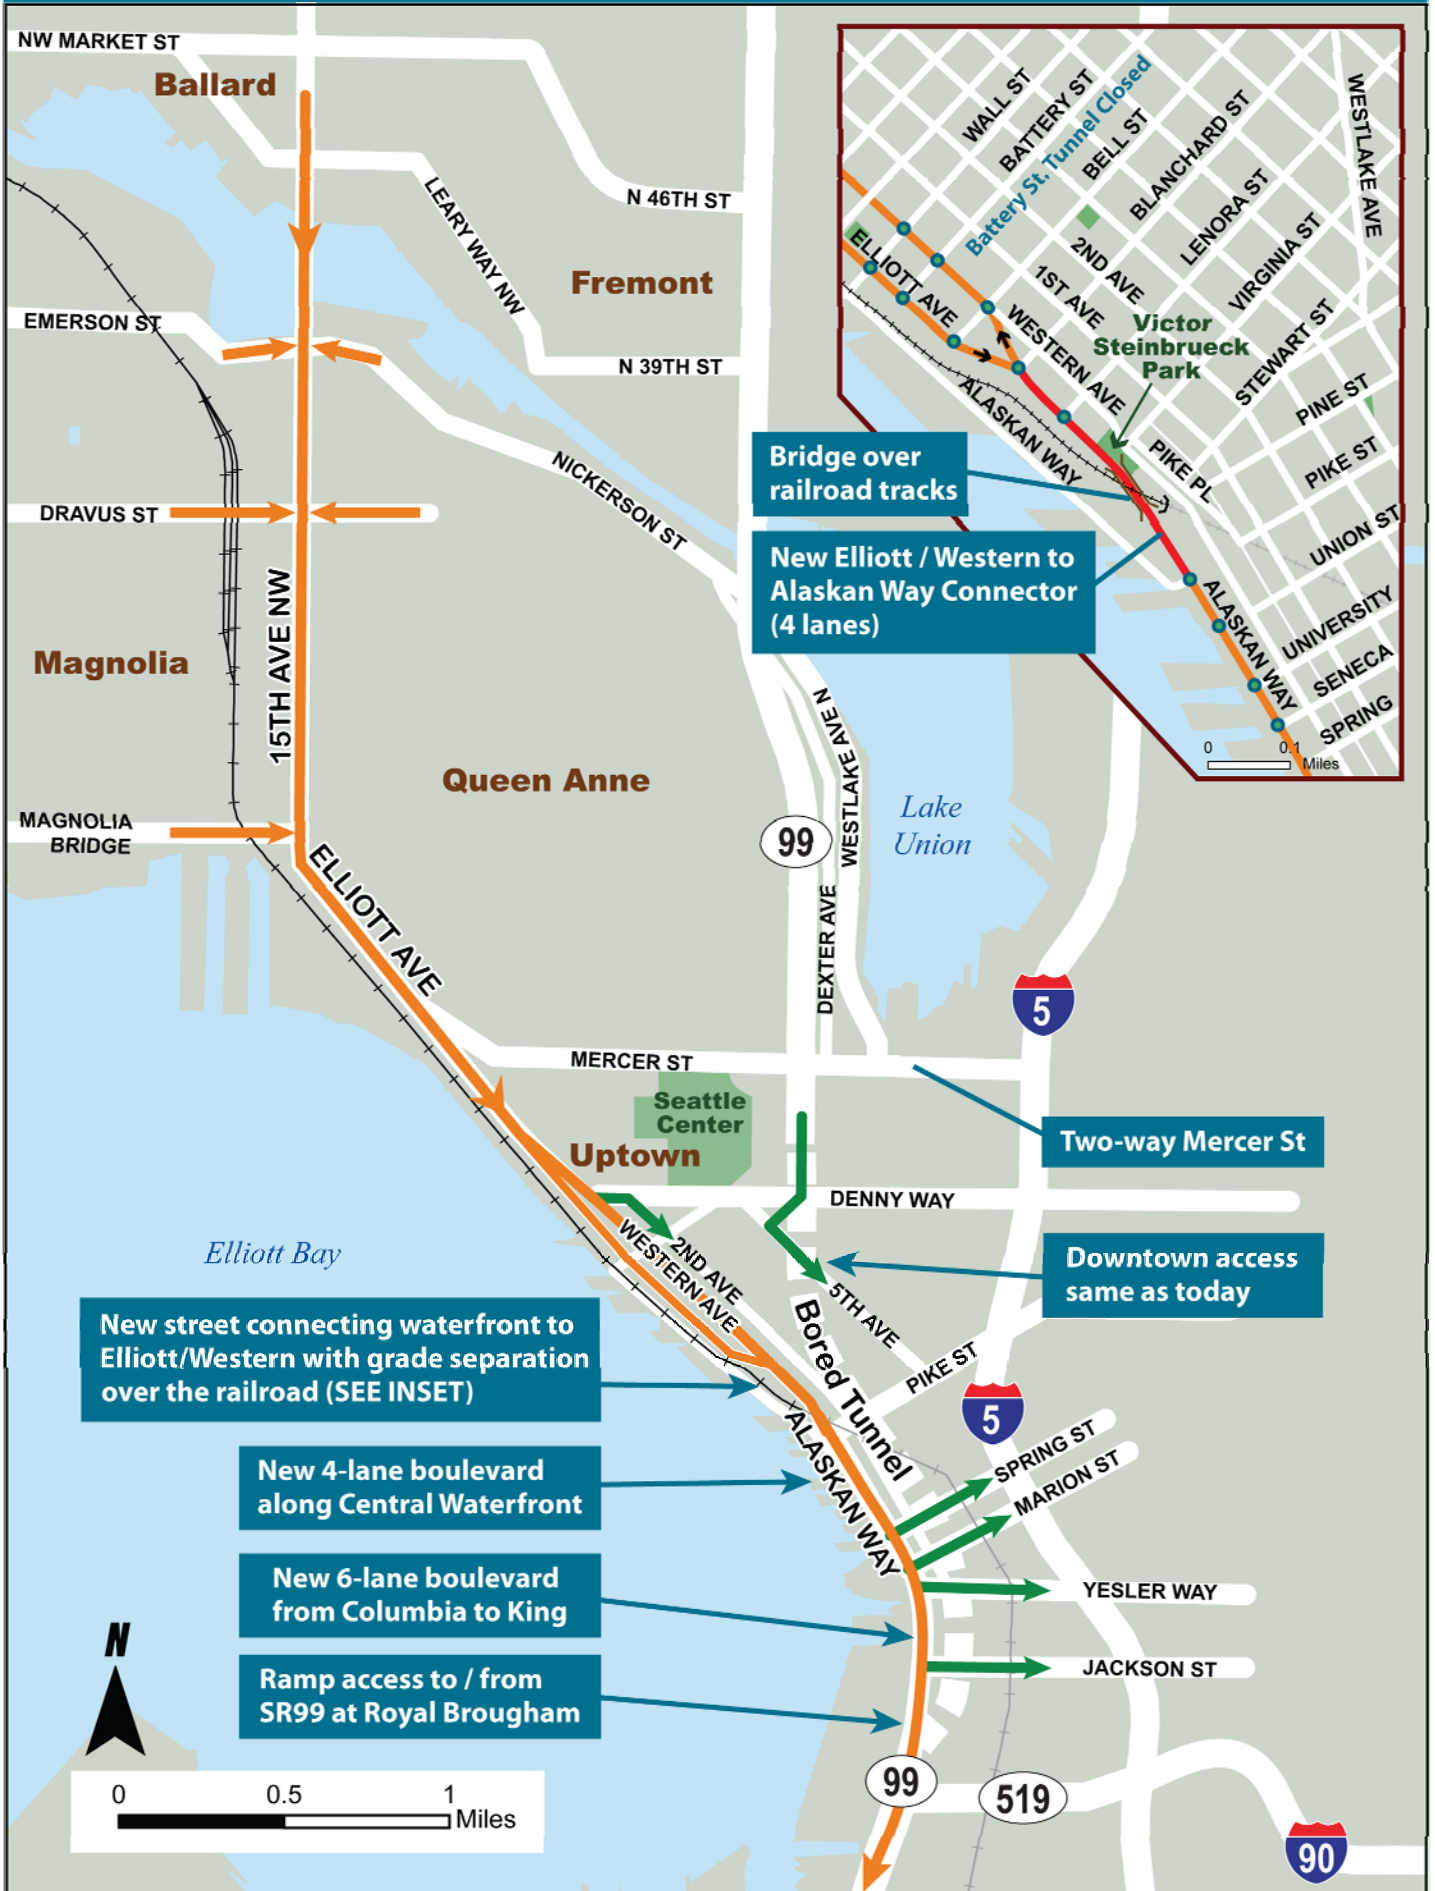 NW MARKET ST
Ballard
N 46TH ST
LEARY WAY NW
Fremont
EMERSON ST
N 39TH ST
NICKERSON ST
DRAVUS ST
15TH AVE NW
Magnolia
Queen Anne
MAGNOLIA
BRIDGE
ELLIOTT AVE
WESTLAKE AVE N
Lake
Union
99
DEXTER AVE
5
MERCER ST
Seattle
Center
Uptown
Two-way Mercer St
DENNY WAY
Downtown access
same as today
Elliott Bay
2ND AVE
WESTERN AVE
5TH AVE
Bored Tunnel
PIKE ST
5
New street connecting waterfront to
Elliott/Western with grade separation
over the railroad (SEE INSET)
ALASKAN WAY
SPRING ST
MARION ST
New 4-lane boulevard
along Central Waterfront
New 6-lane boulevard
from Columbia to King
YESLER WAY
JACKSON ST
Ramp access to / from
SR99 at Royal Brougham
99
519
90
N
0 0.5 1
Miles
WALL ST
BATTERY ST
Battery St. Tunnel Closed
BELL ST
BLANCHARD ST
LENORA ST
VIRGINIA ST
WESTLAKE AVE
ELLIOTT AVE
2ND AVE
1ST AVE
WESTERN AVE
Victor
Steinbrueck
Park
STEWART ST
PINE ST
PIKE ST
PIKE PL
ALASKAN WAY
UNION ST
UNIVERSITY
SENECA
SPRING
ALASKAN WAY
Bridge over
railroad tracks
New Elliott / Western to
Alaskan Way Connector
(4 lanes)
0 0.1
Miles